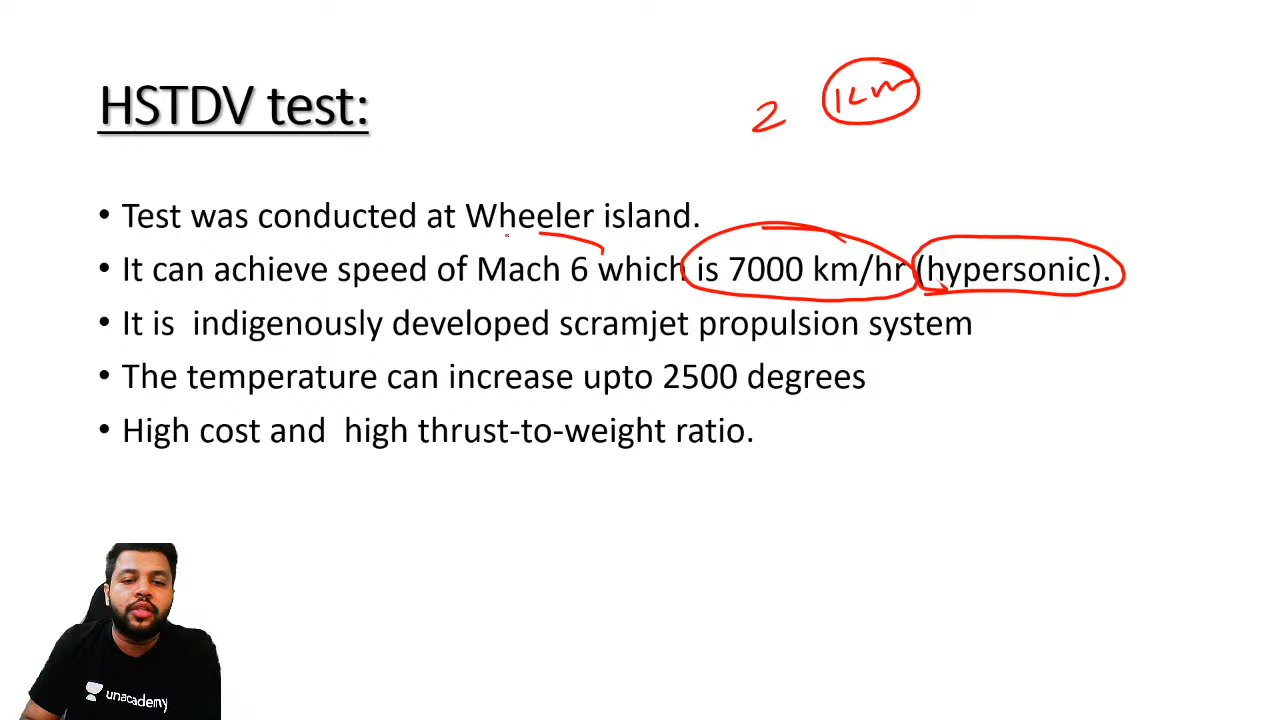 HSTDV test:
2 km
• Test was conducted at Wheeler island.
• It can achieve speed of Mach 6 which is 7000 km/hr (hypersonic).
• It is indigenously developed scramjet propulsion system
• The temperature can increase upto 2500 degrees
• High cost and high thrust-to-weight ratio.
unacademy